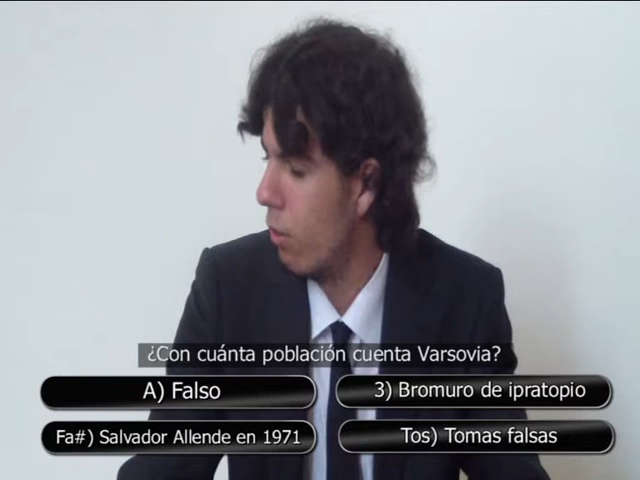 ¿Con cuánta población cuenta Varsovia?
A) Falso
3) Bromuro de ipratopio
Fa#) Salvador Allende en 1971
Tos) Tomas falsas